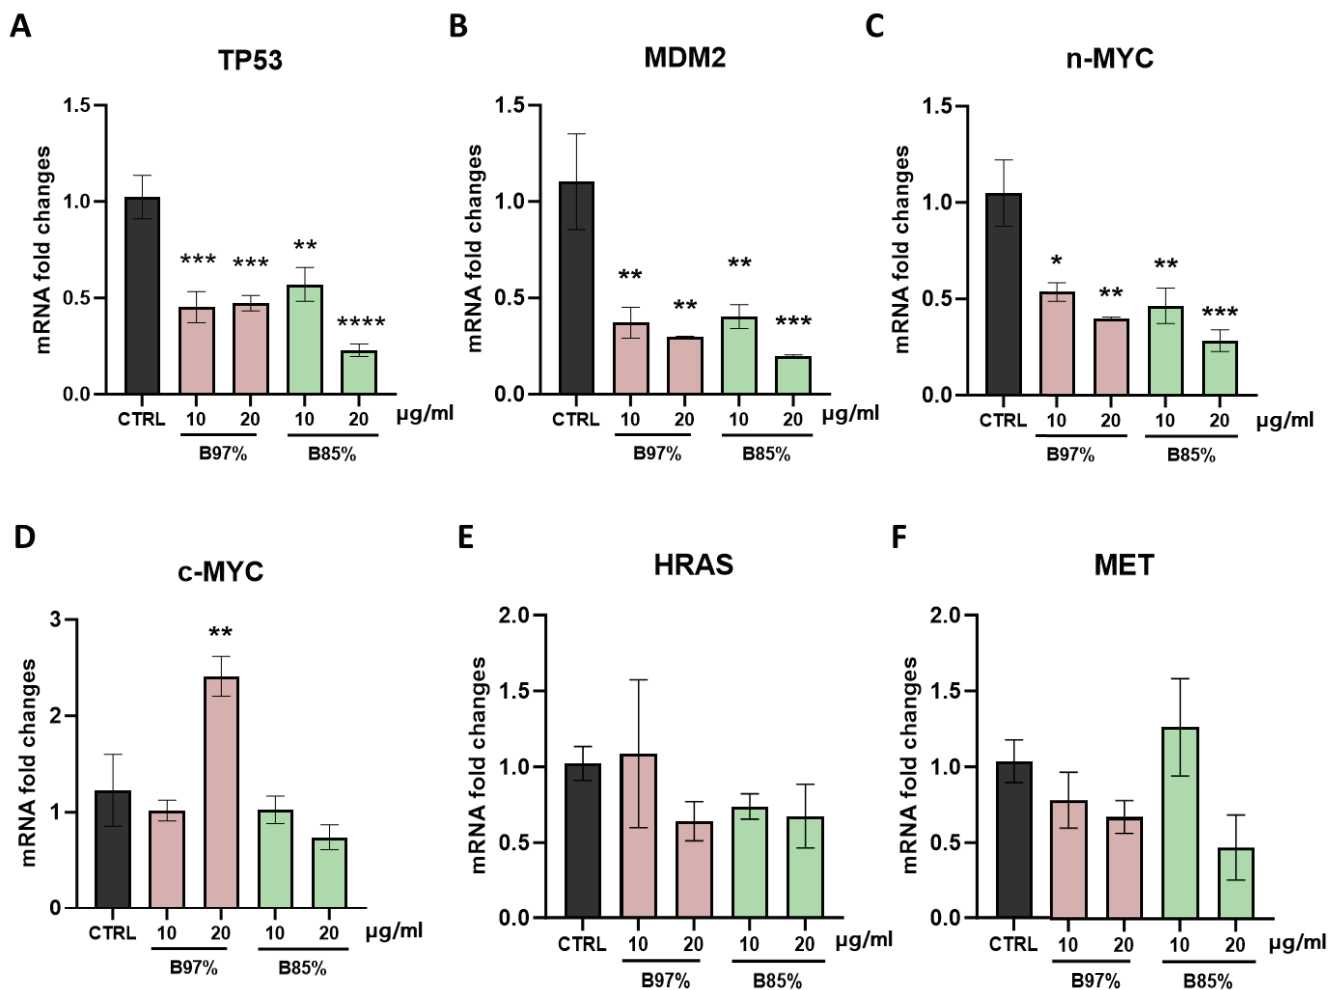 A
TP53
mRNA fold changes
1.5
1.0
0.5
0.0
***
***
**
****
CTRL
10
20
10
20
µg/ml
B97%
B85%
B
MDM2
mRNA fold changes
1.5
1.0
0.5
0.0
**
**
**
***
CTRL
10
20
10
20
µg/ml
B97%
B85%
C
n-MYC
mRNA fold changes
1.5
1.0
0.5
0.0
*
**
**
***
CTRL
10
20
10
20
µg/ml
B97%
B85%
D
c-MYC
mRNA fold changes
3
2
1
0
**
CTRL
10
20
10
20
µg/ml
B97%
B85%
E
HRAS
mRNA fold changes
2.0
1.5
1.0
0.5
0.0
CTRL
10
20
10
20
µg/ml
B97%
B85%
F
MET
mRNA fold changes
2.0
1.5
1.0
0.5
0.0
CTRL
10
20
10
20
µg/ml
B97%
B85%